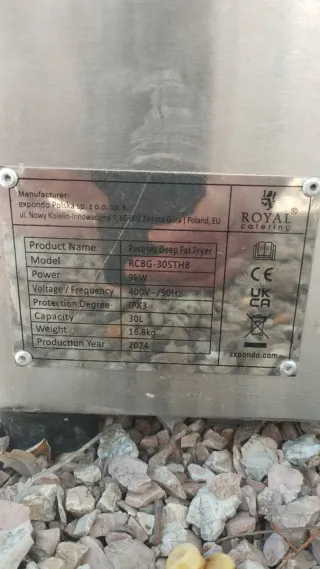 Manufacturer:
expondo Polska sp. z o.o. sp. k.
ul. Nowy Kisielin-Innowacyjna 7, 66-002 Zielona Góra | Poland, EU
ROYAL®
catering
Product Name Pastries Deep Fat Fryer
Model RCBG-30STHB
Power 9kW
Voltage / Frequency 400V~/50Hz
Protection Degree IPX3
Capacity 30L
Weight 16.8kg
Production Year 2024
CE
UK
CA
expondo.com